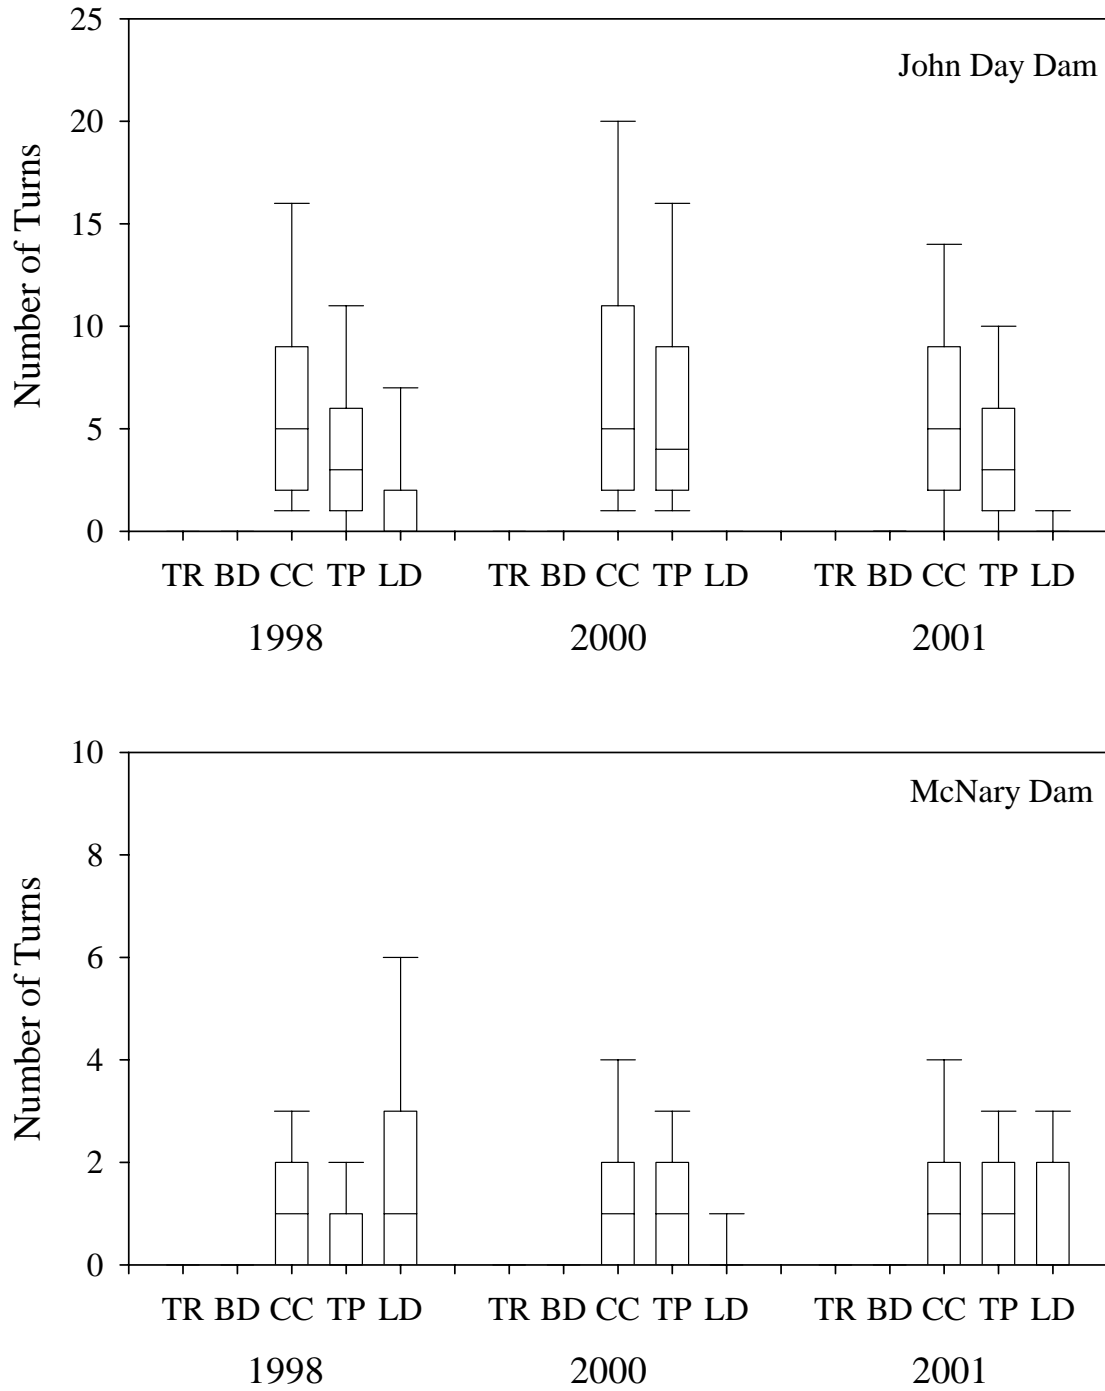 25
John Day Dam
20
15
10
5
0
Number of Turns
TR BD CC TP LD TR BD CC TP LD TR BD CC TP LD
1998 2000 2001
10
McNary Dam
8
6
4
2
0
Number of Turns
TR BD CC TP LD TR BD CC TP LD TR BD CC TP LD
1998 2000 2001